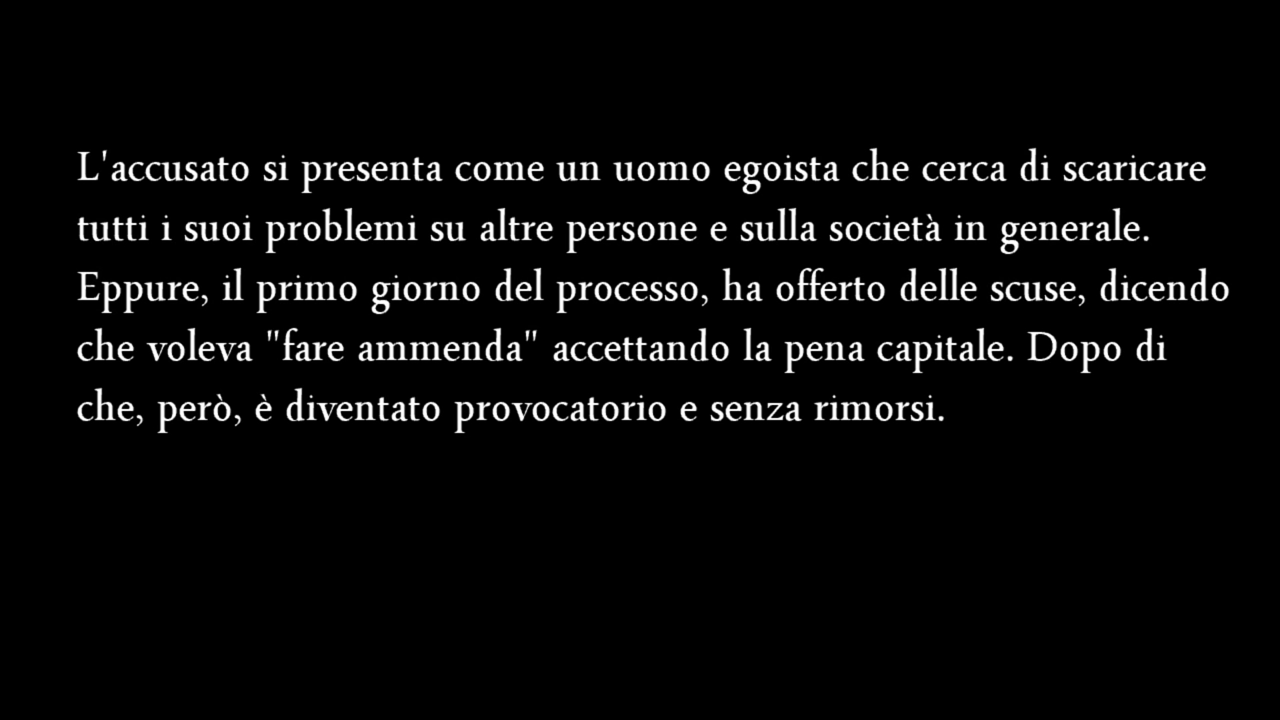 L'accusato si presenta come un uomo egoista che cerca di scaricare
tutti i suoi problemi su altre persone e sulla società in generale.
Eppure, il primo giorno del processo, ha offerto delle scuse, dicendo
che voleva "fare ammenda" accettando la pena capitale. Dopo di
che, però, è diventato provocatorio e senza rimorsi.